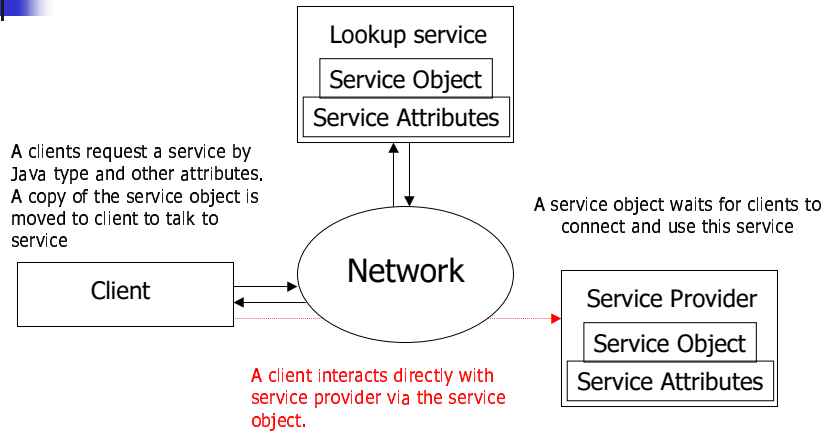 Lookup service
Service Object
Service Attributes
A clients request a service by
Java type and other attributes.
A copy of the service object is
moved to client to talk to
service
A service object waits for clients to
connect and use this service
Network
Client
Service Provider
Service Object
Service Attributes
A client interacts directly with
service provider via the service
object.